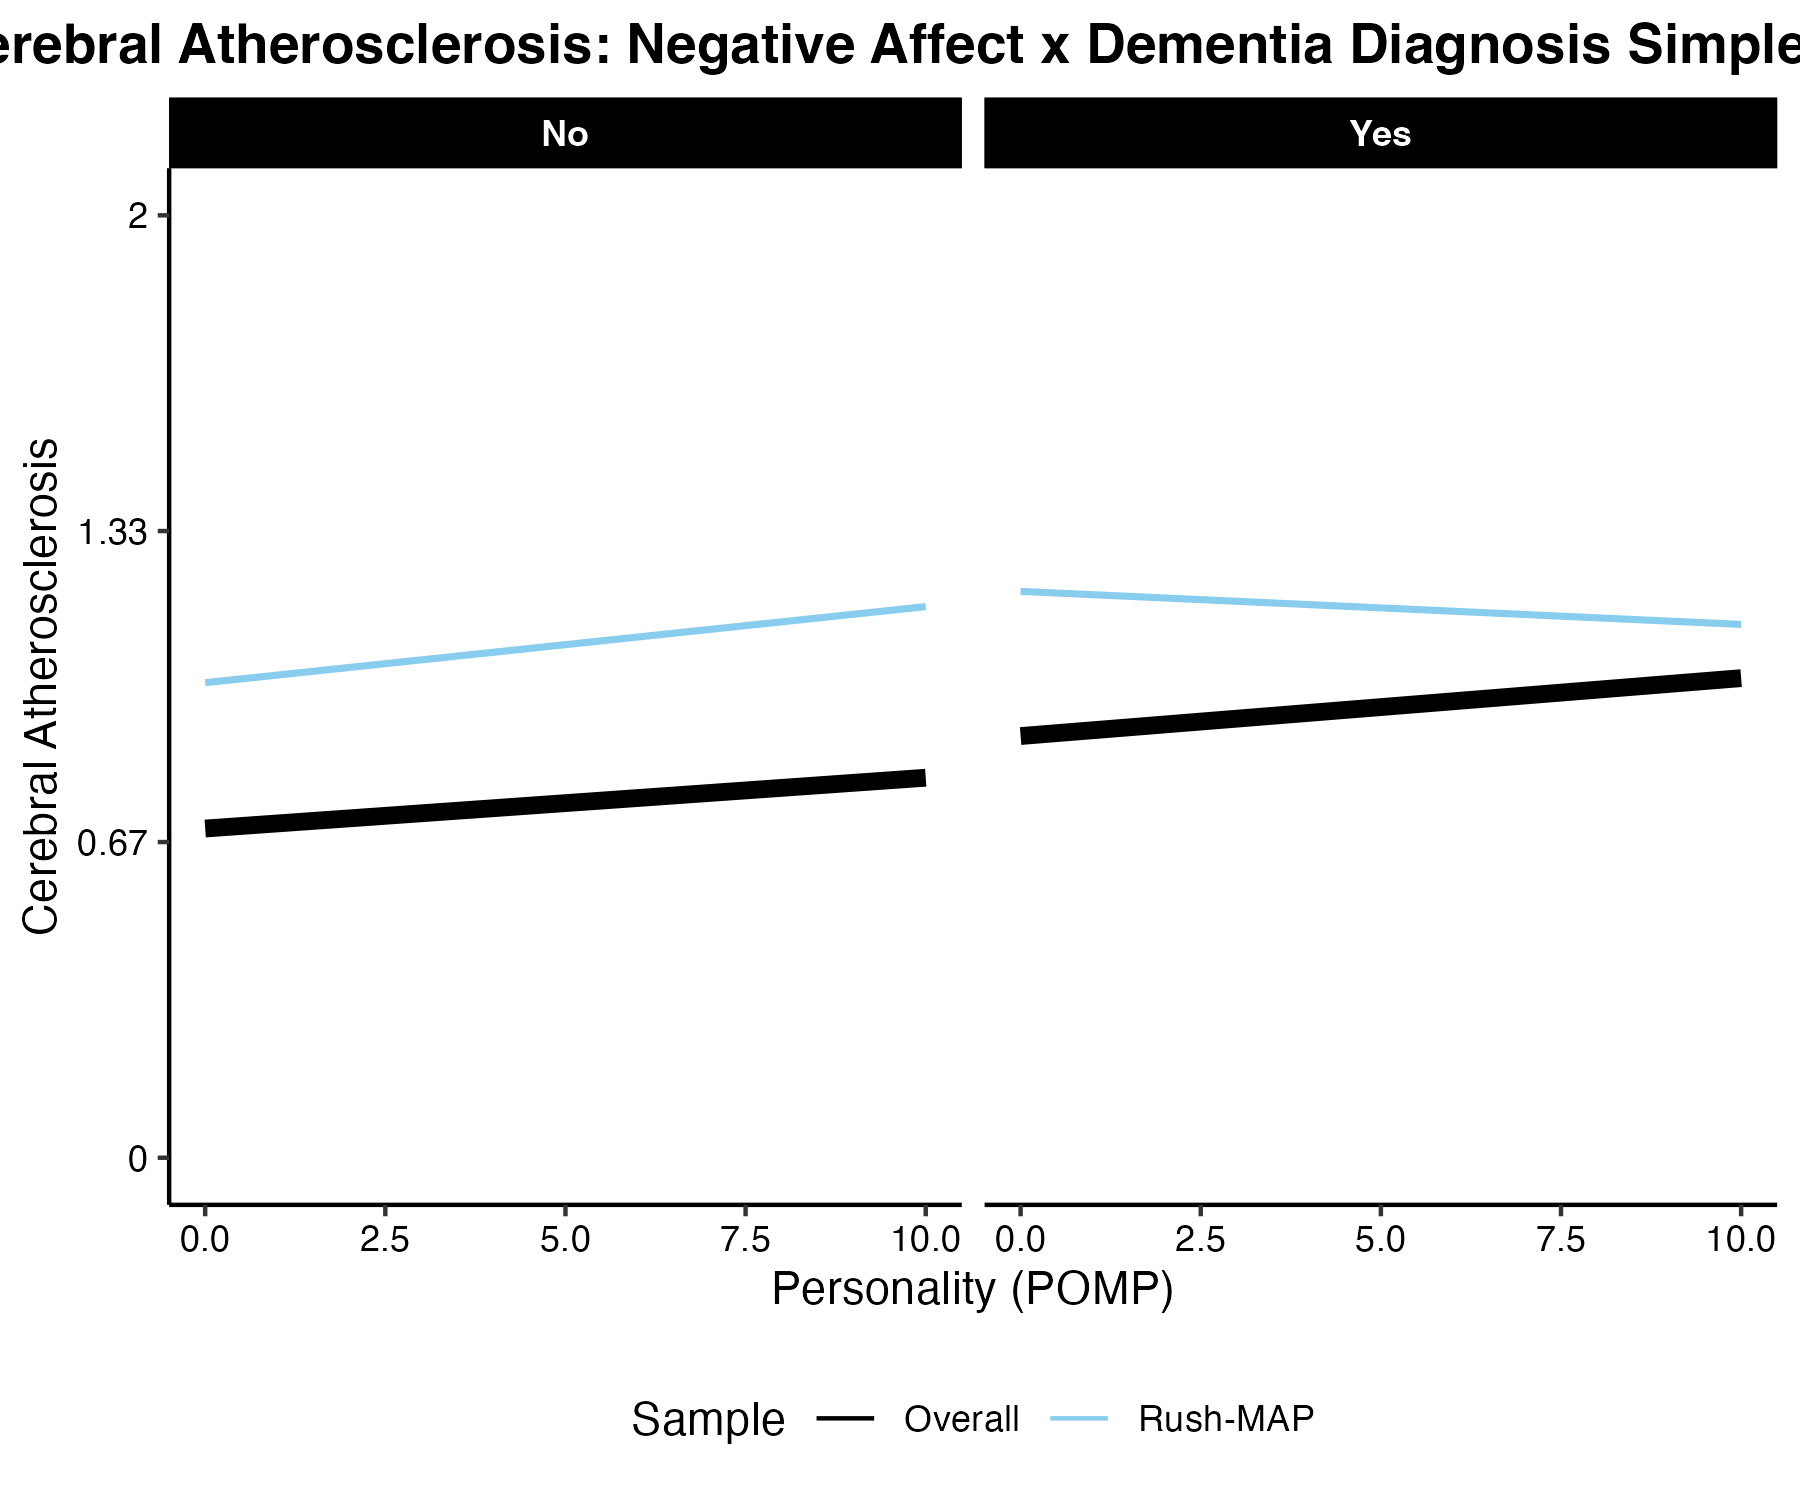 erebral Atherosclerosis: Negative Affect x Dementia Diagnosis Simple
No
Yes
2
1.33
0.67
0
Cerebral Atherosclerosis
0.0 2.5 5.0 7.5 10.0
0.0 2.5 5.0 7.5 10.0
Personality (POMP)
Sample Overall Rush-MAP